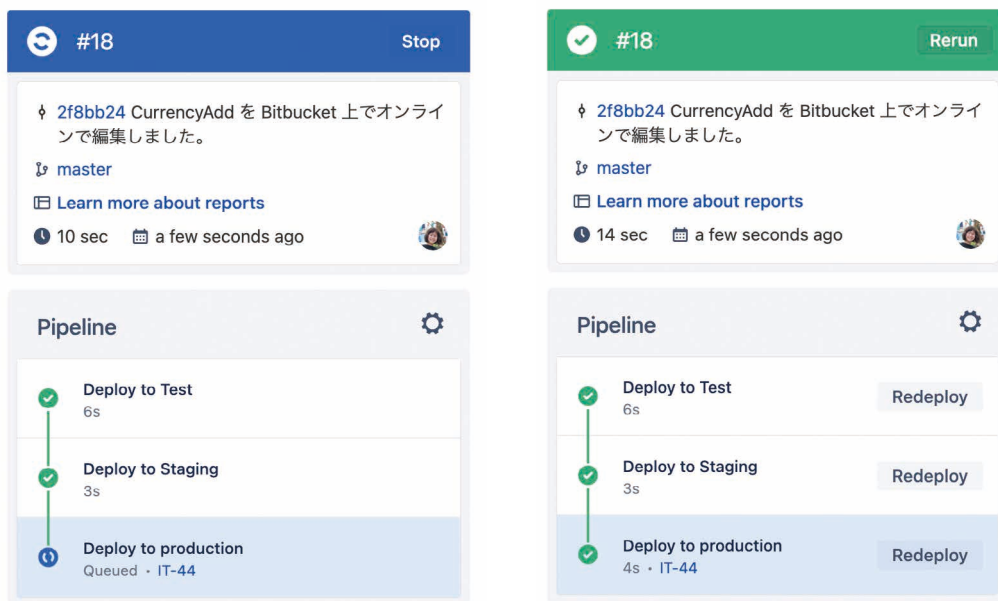 #18
Stop
2f8bb24 CurrencyAdd を Bitbucket 上でオンライ
ンで編集しました。
master
Learn more about reports
10 sec a few seconds ago
Pipeline
Deploy to Test
6s
Deploy to Staging
3s
Deploy to production
Queued • IT-44
#18
Rerun
2f8bb24 CurrencyAdd を Bitbucket 上でオンライ
ンで編集しました。
master
Learn more about reports
14 sec a few seconds ago
Pipeline
Deploy to Test
6s
Redeploy
Deploy to Staging
3s
Redeploy
Deploy to production
4s • IT-44
Redeploy